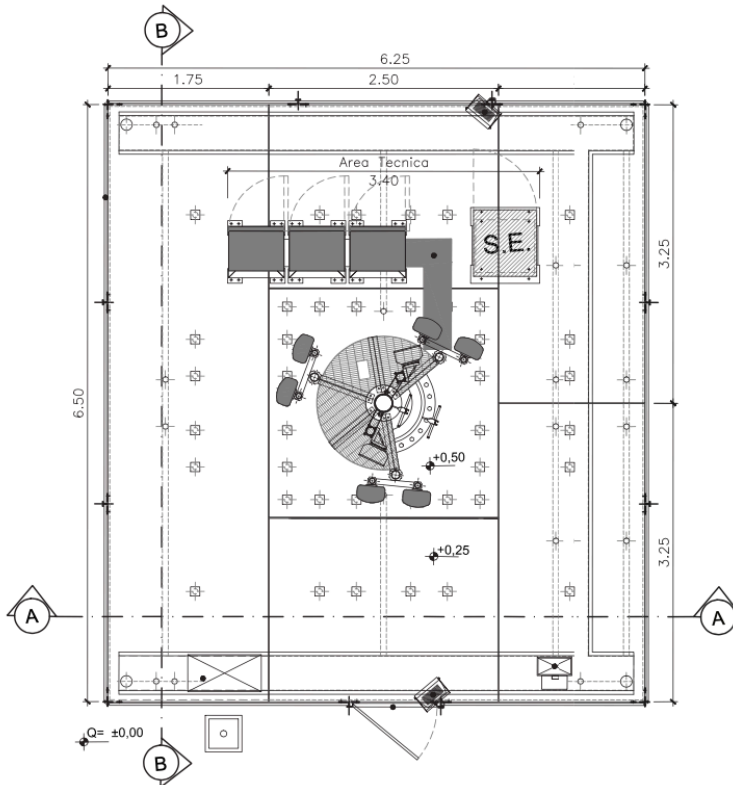 B
6.25
1.75
2.50
Area Tecnica
3.40
S.E.
3.25
6.50
+0,50
+0,25
3.25
A
A
Q= ±0,00
B